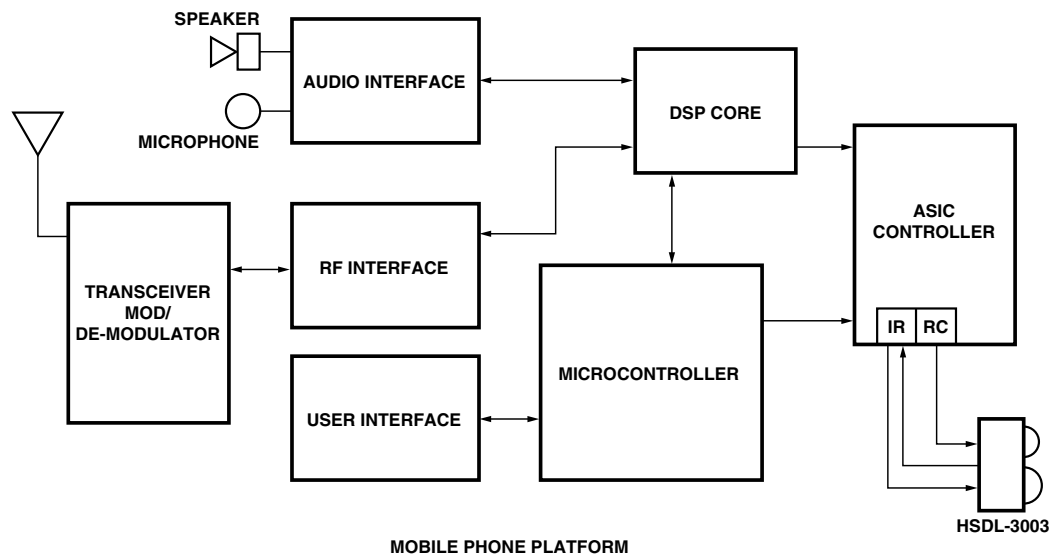 SPEAKER
AUDIO INTERFACE
MICROPHONE
DSP CORE
ASIC
CONTROLLER
RF INTERFACE
TRANSCEIVER
MOD/
DE-MODULATOR
IR
RC
MICROCONTROLLER
USER INTERFACE
HSDL-3003
MOBILE PHONE PLATFORM